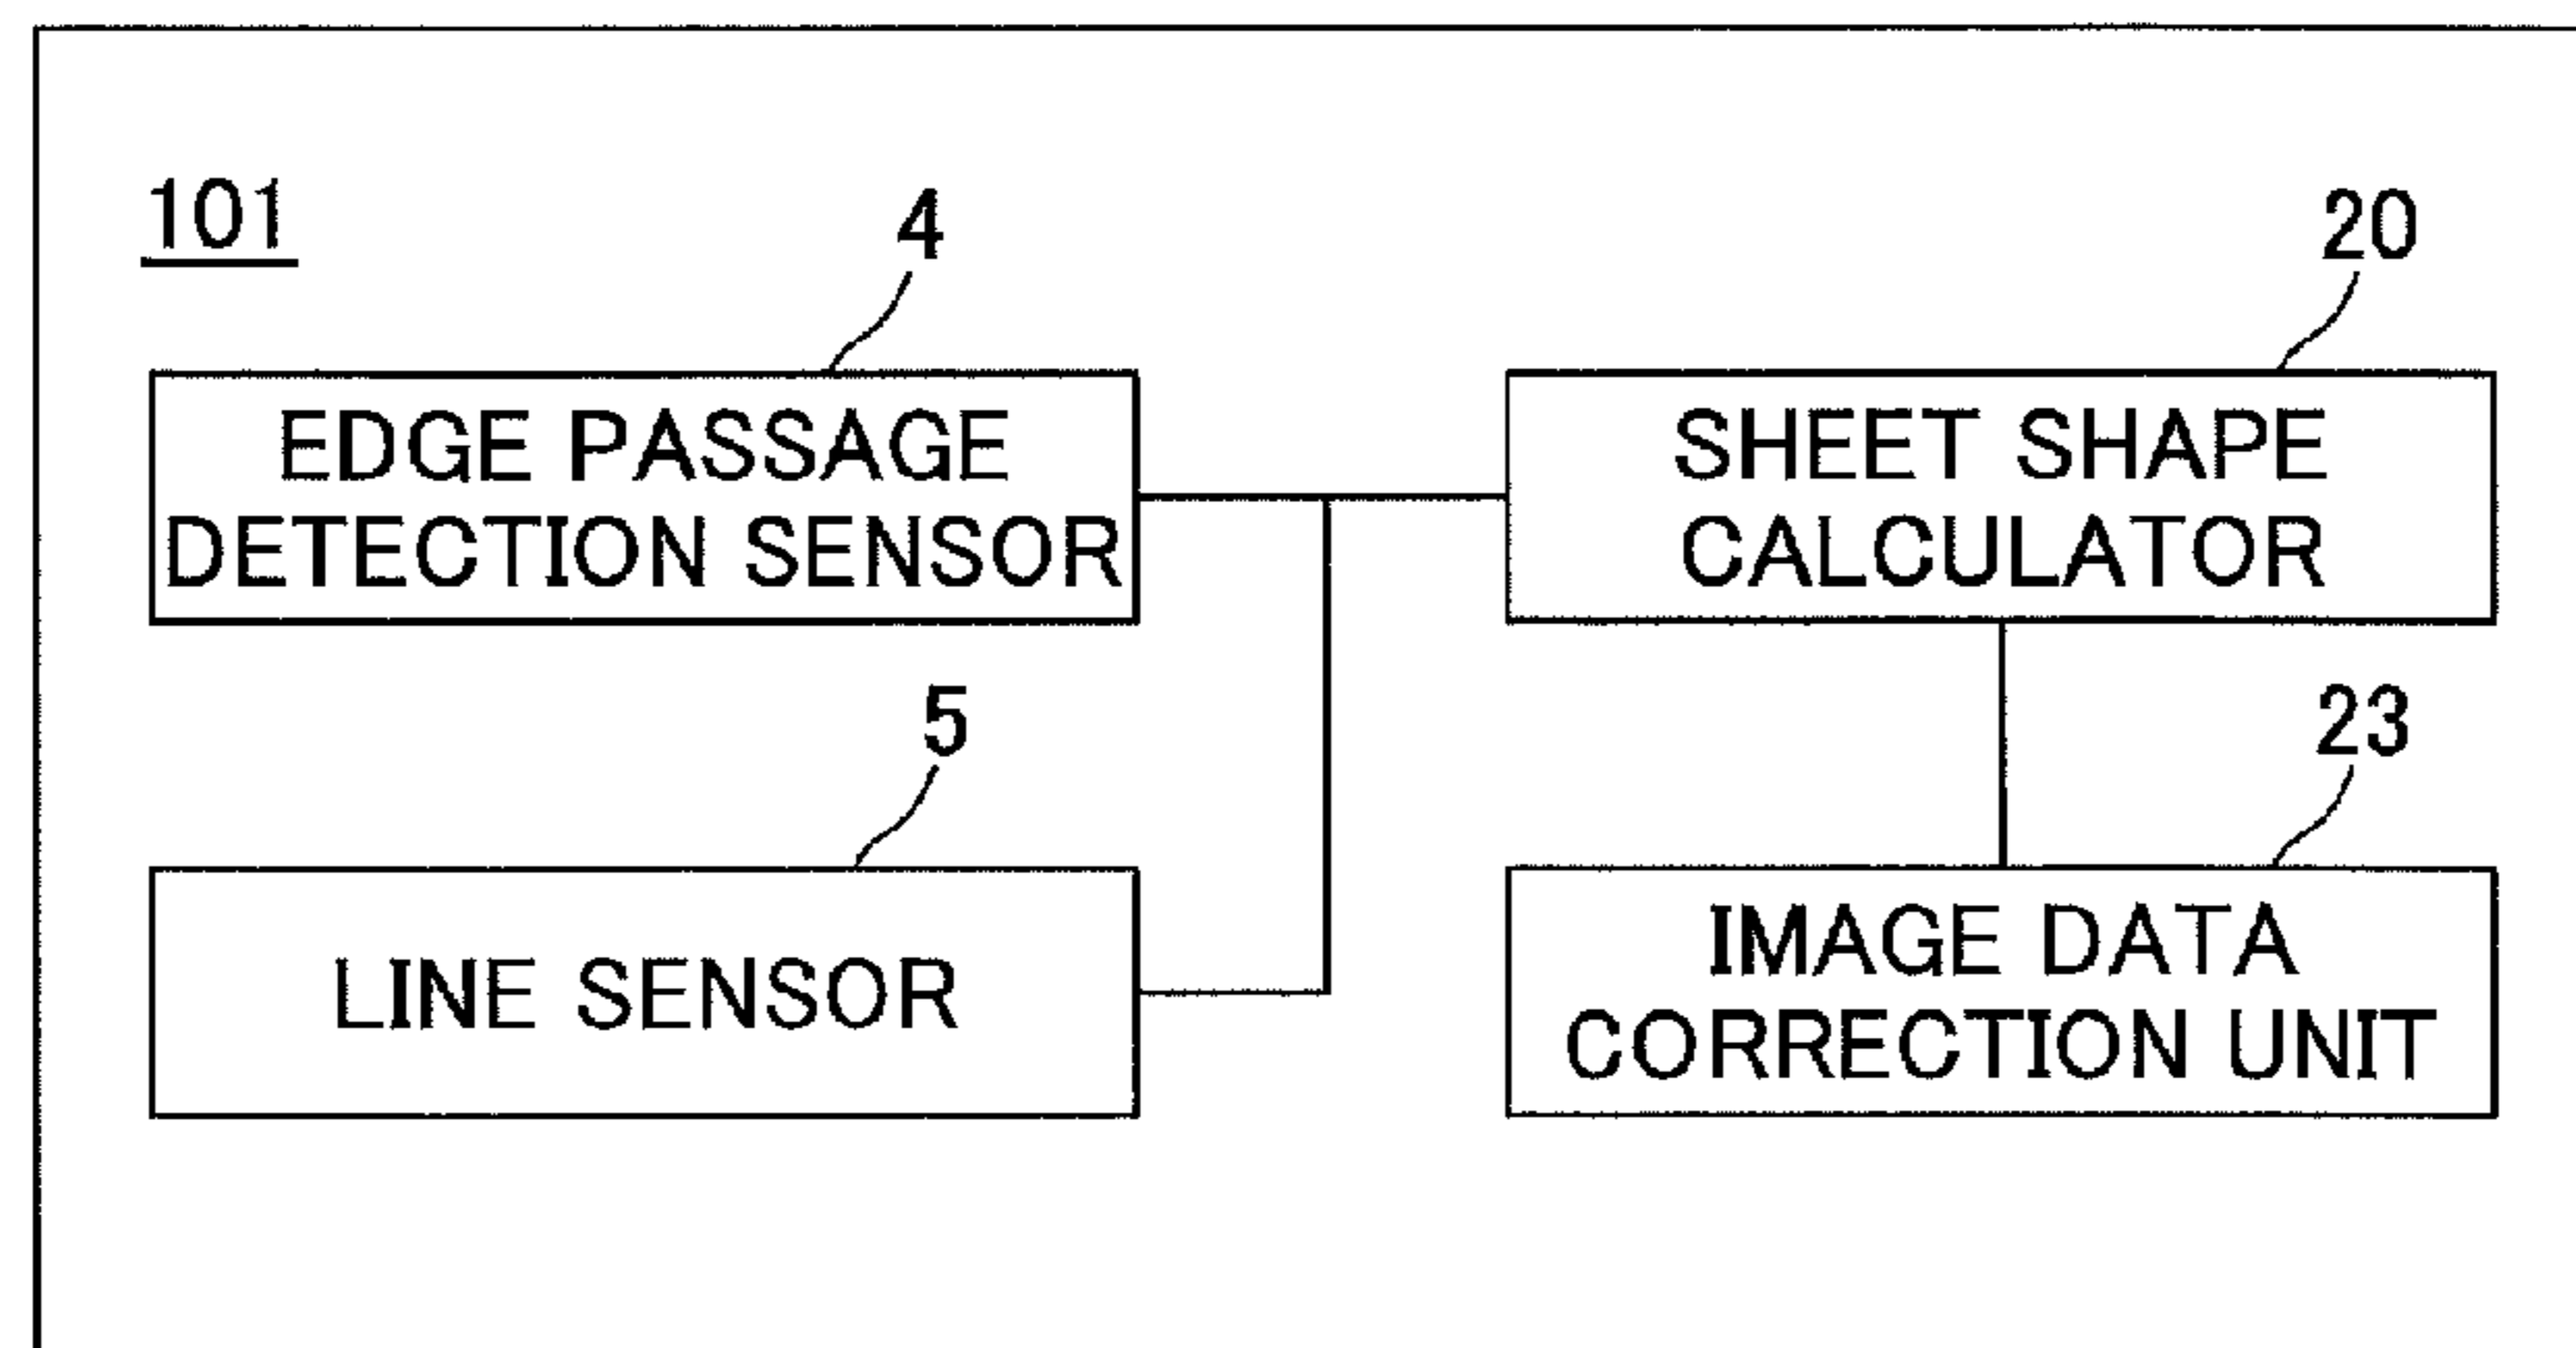 101
4
EDGE PASSAGE
DETECTION SENSOR
20
SHEET SHAPE
CALCULATOR
5
LINE SENSOR
23
IMAGE DATA
CORRECTION UNIT